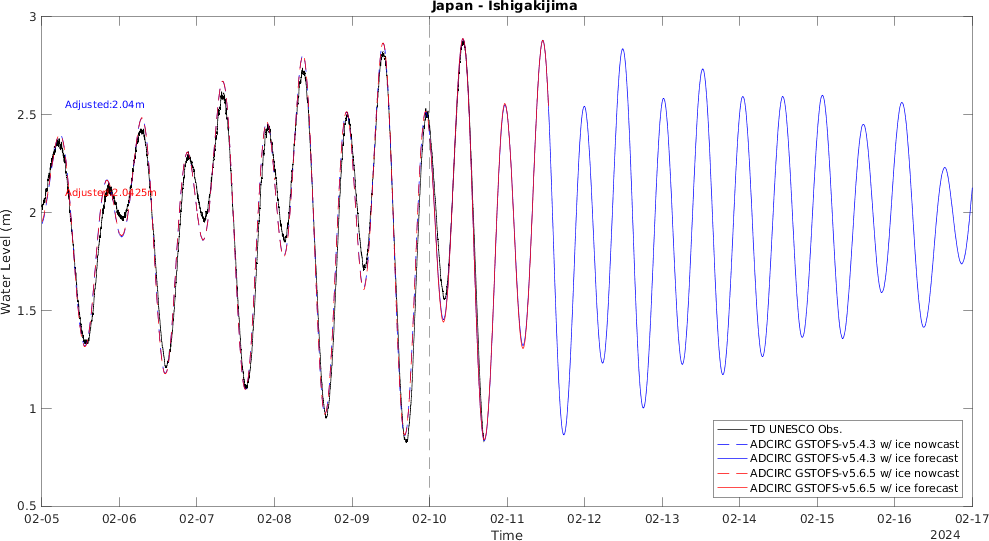 Japan - Ishigakijima
3
2.5
2
1.5
1
0.5
Water Level (m)
Adjusted:2.04m
Adjusted:2.0425m
TD UNESCO Obs.
ADCIRC GSTOFS-v5.4.3 w/ ice nowcast
ADCIRC GSTOFS-v5.4.3 w/ ice forecast
ADCIRC GSTOFS-v5.6.5 w/ ice nowcast
ADCIRC GSTOFS-v5.6.5 w/ ice forecast
02-05 02-06 02-07 02-08 02-09 02-10 02-11 02-12 02-13 02-14 02-15 02-16 02-17
Time
2024